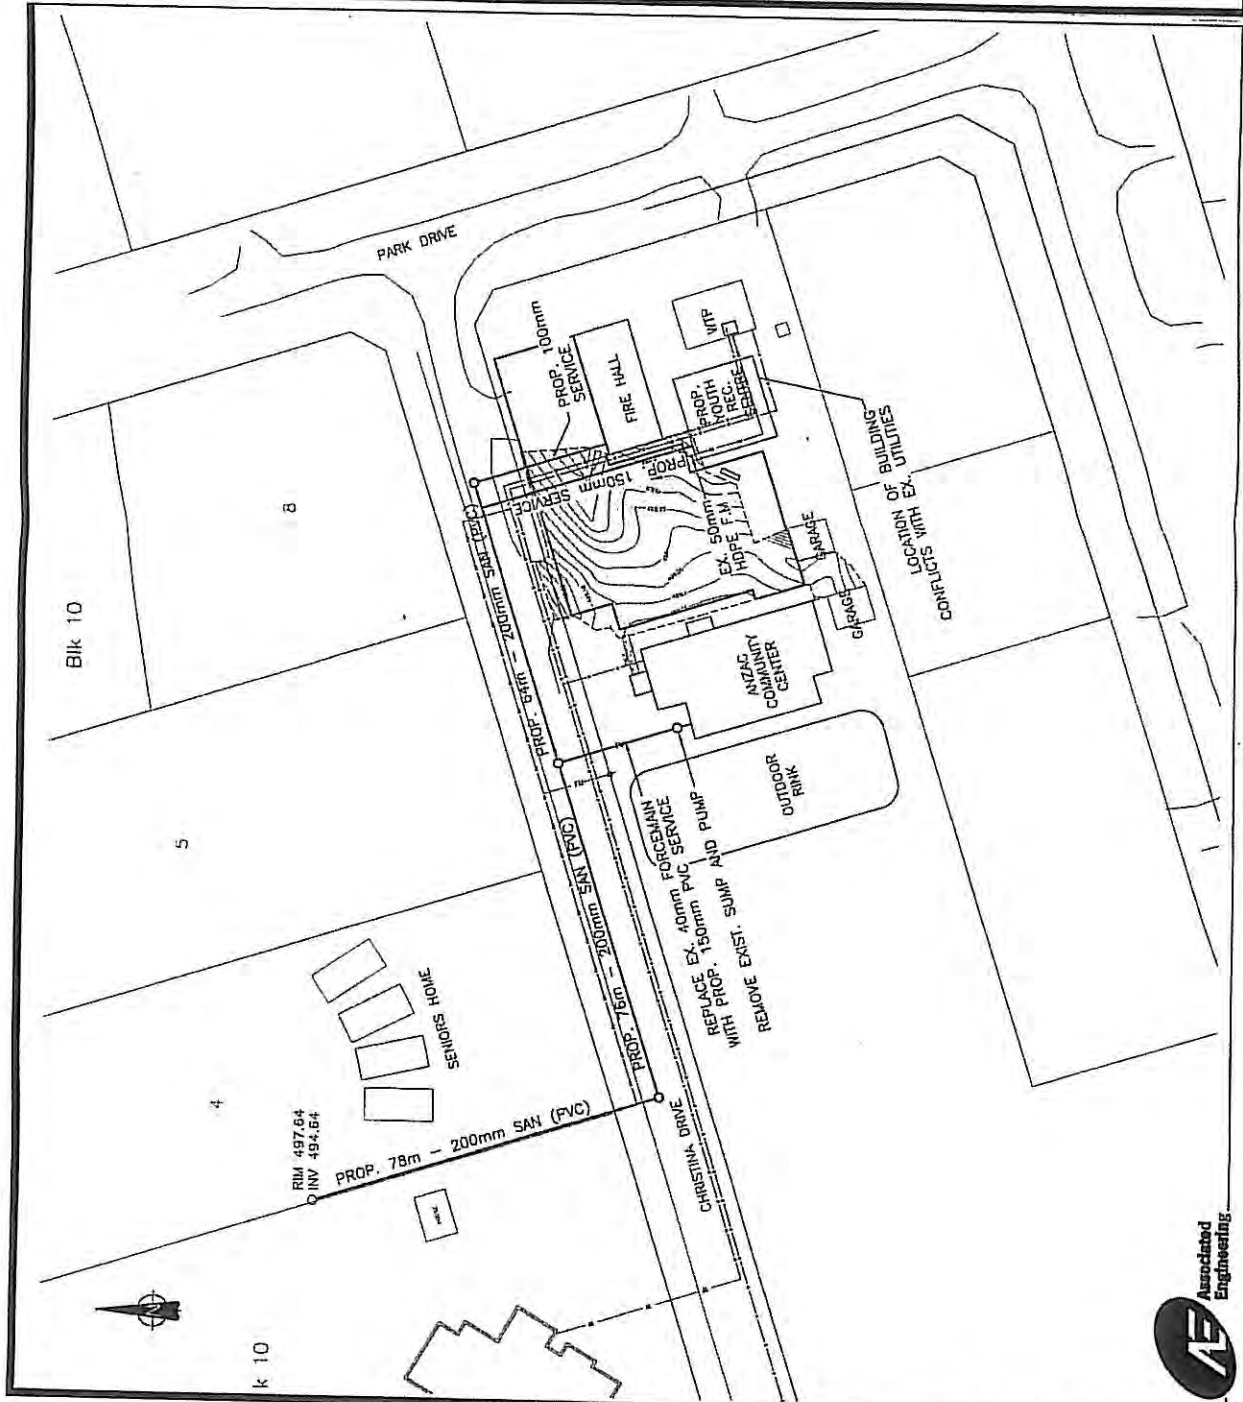 PARK DRIVE
Blk 10
8
5
4
k 10
PROP. 100mm
SERVICE
FIRE HALL
WTP
PROP.
YOUTH
REC.
CENTRE
PROP.
150mm SERVICE
EX. 50mm
HDPE F.M.
GARAGE
GARAGE
LOCATION OF BUILDING
CONFLICTS WITH EX. UTILITIES
ANZAC
COMMUNITY
CENTER
OUTDOOR
RINK
PROP. 64m - 200mm SAN (PVC)
PROP. 76m - 200mm SAN (PVC)
REPLACE EX. 40mm FORCEMAIN
WITH PROP. 150mm PVC SERVICE
REMOVE EXIST. SUMP AND PUMP
SENIORS HOME
RIM 497.64
INV 494.64
PROP. 78m - 200mm SAN (PVC)
CHRISTINA DRIVE
N
AE
Associated
Engineering